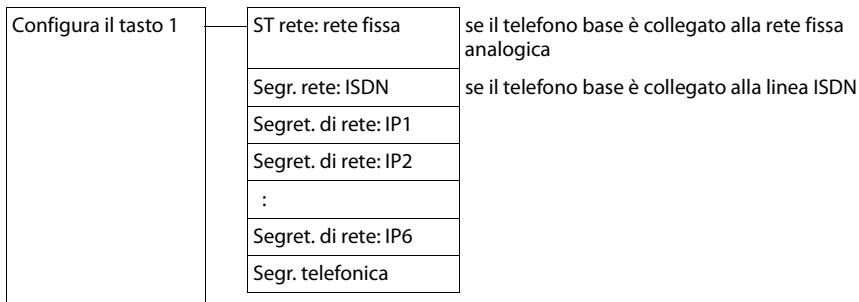 Configura il tasto 1
ST rete: rete fissa
se il telefono base è collegato alla rete fissa
analogica
Segr. rete: ISDN
se il telefono base è collegato alla linea ISDN
Segret. di rete: IP1
Segret. di rete: IP2
:
Segret. di rete: IP6
Segr. telefonica